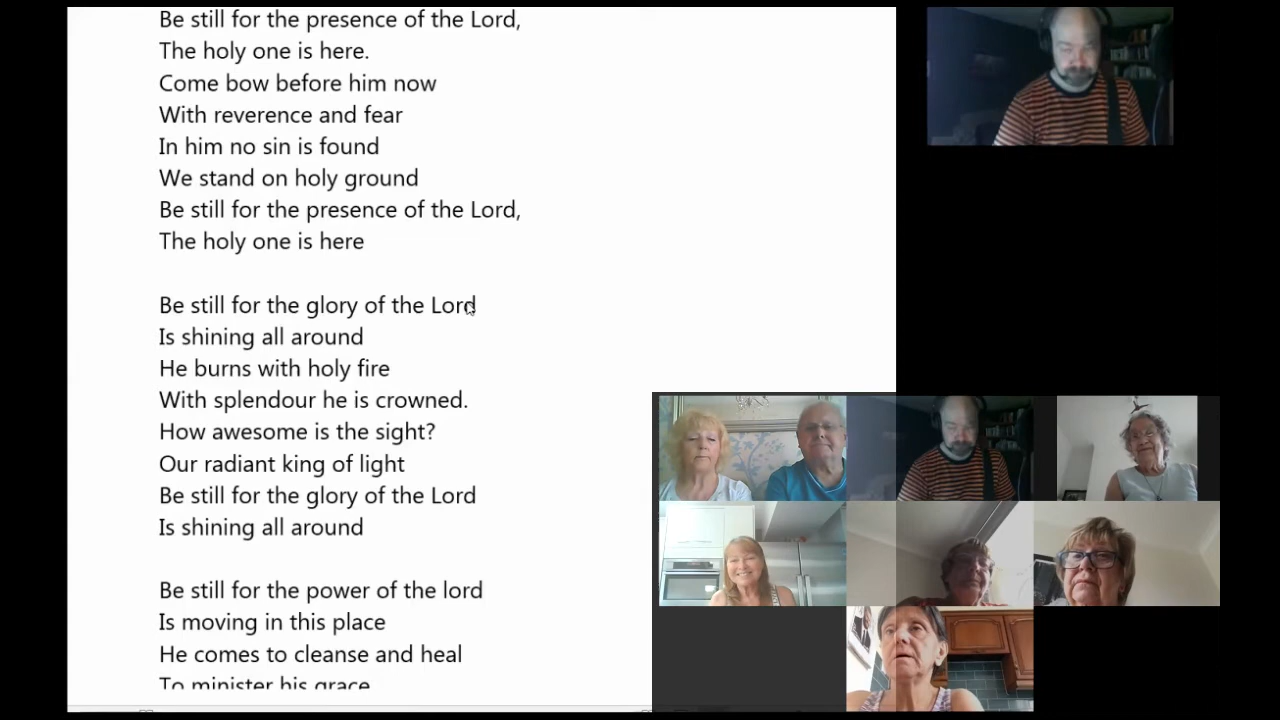 Be still for the presence of the Lord,
The holy one is here.
Come bow before him now
With reverence and fear
In him no sin is found
We stand on holy ground
Be still for the presence of the Lord,
The holy one is here
Be still for the glory of the Lord
Is shining all around
He burns with holy fire
With splendour he is crowned.
How awesome is the sight?
Our radiant king of light
Be still for the glory of the Lord
Is shining all around
Be still for the power of the lord
Is moving in this place
He comes to cleanse and heal
To minister his grace